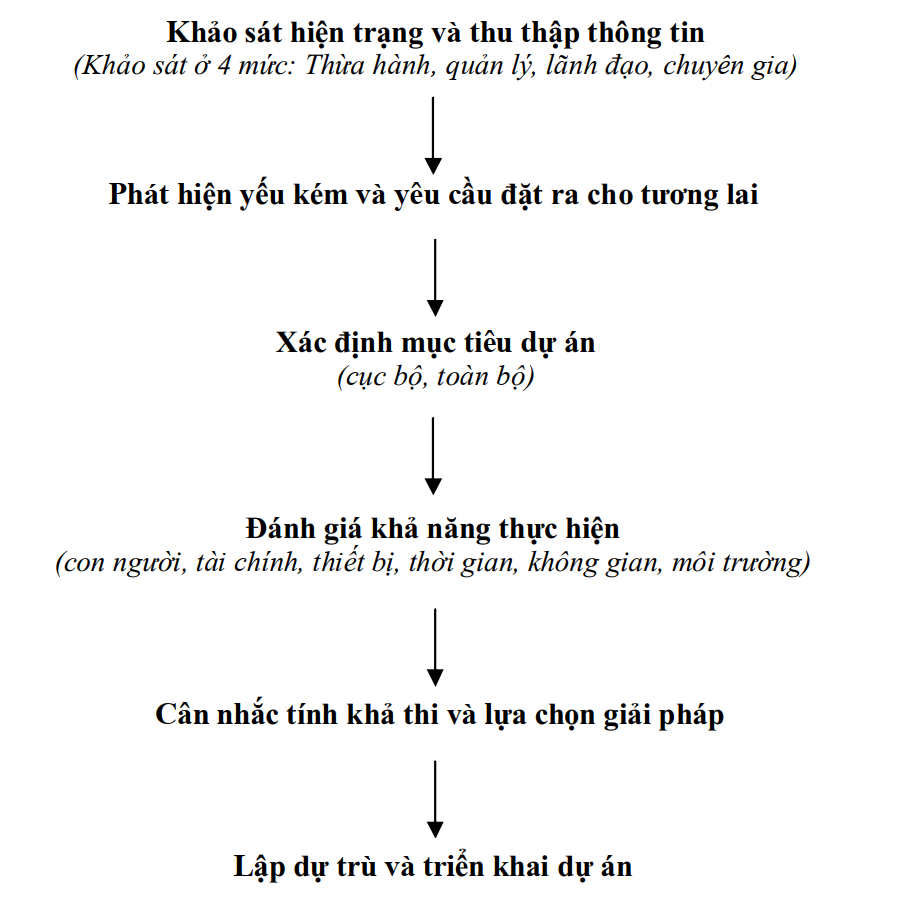 Khảo sát hiện trạng và thu thập thông tin
(Khảo sát ở 4 mức: Thừa hành, quản lý, lãnh đạo, chuyên gia)
Phát hiện yếu kém và yêu cầu đặt ra cho tương lai
Xác định mục tiêu dự án
(cục bộ, toàn bộ)
Đánh giá khả năng thực hiện
(con người, tài chính, thiết bị, thời gian, không gian, môi trường)
Cân nhắc tính khả thi và lựa chọn giải pháp
Lập dự trù và triển khai dự án